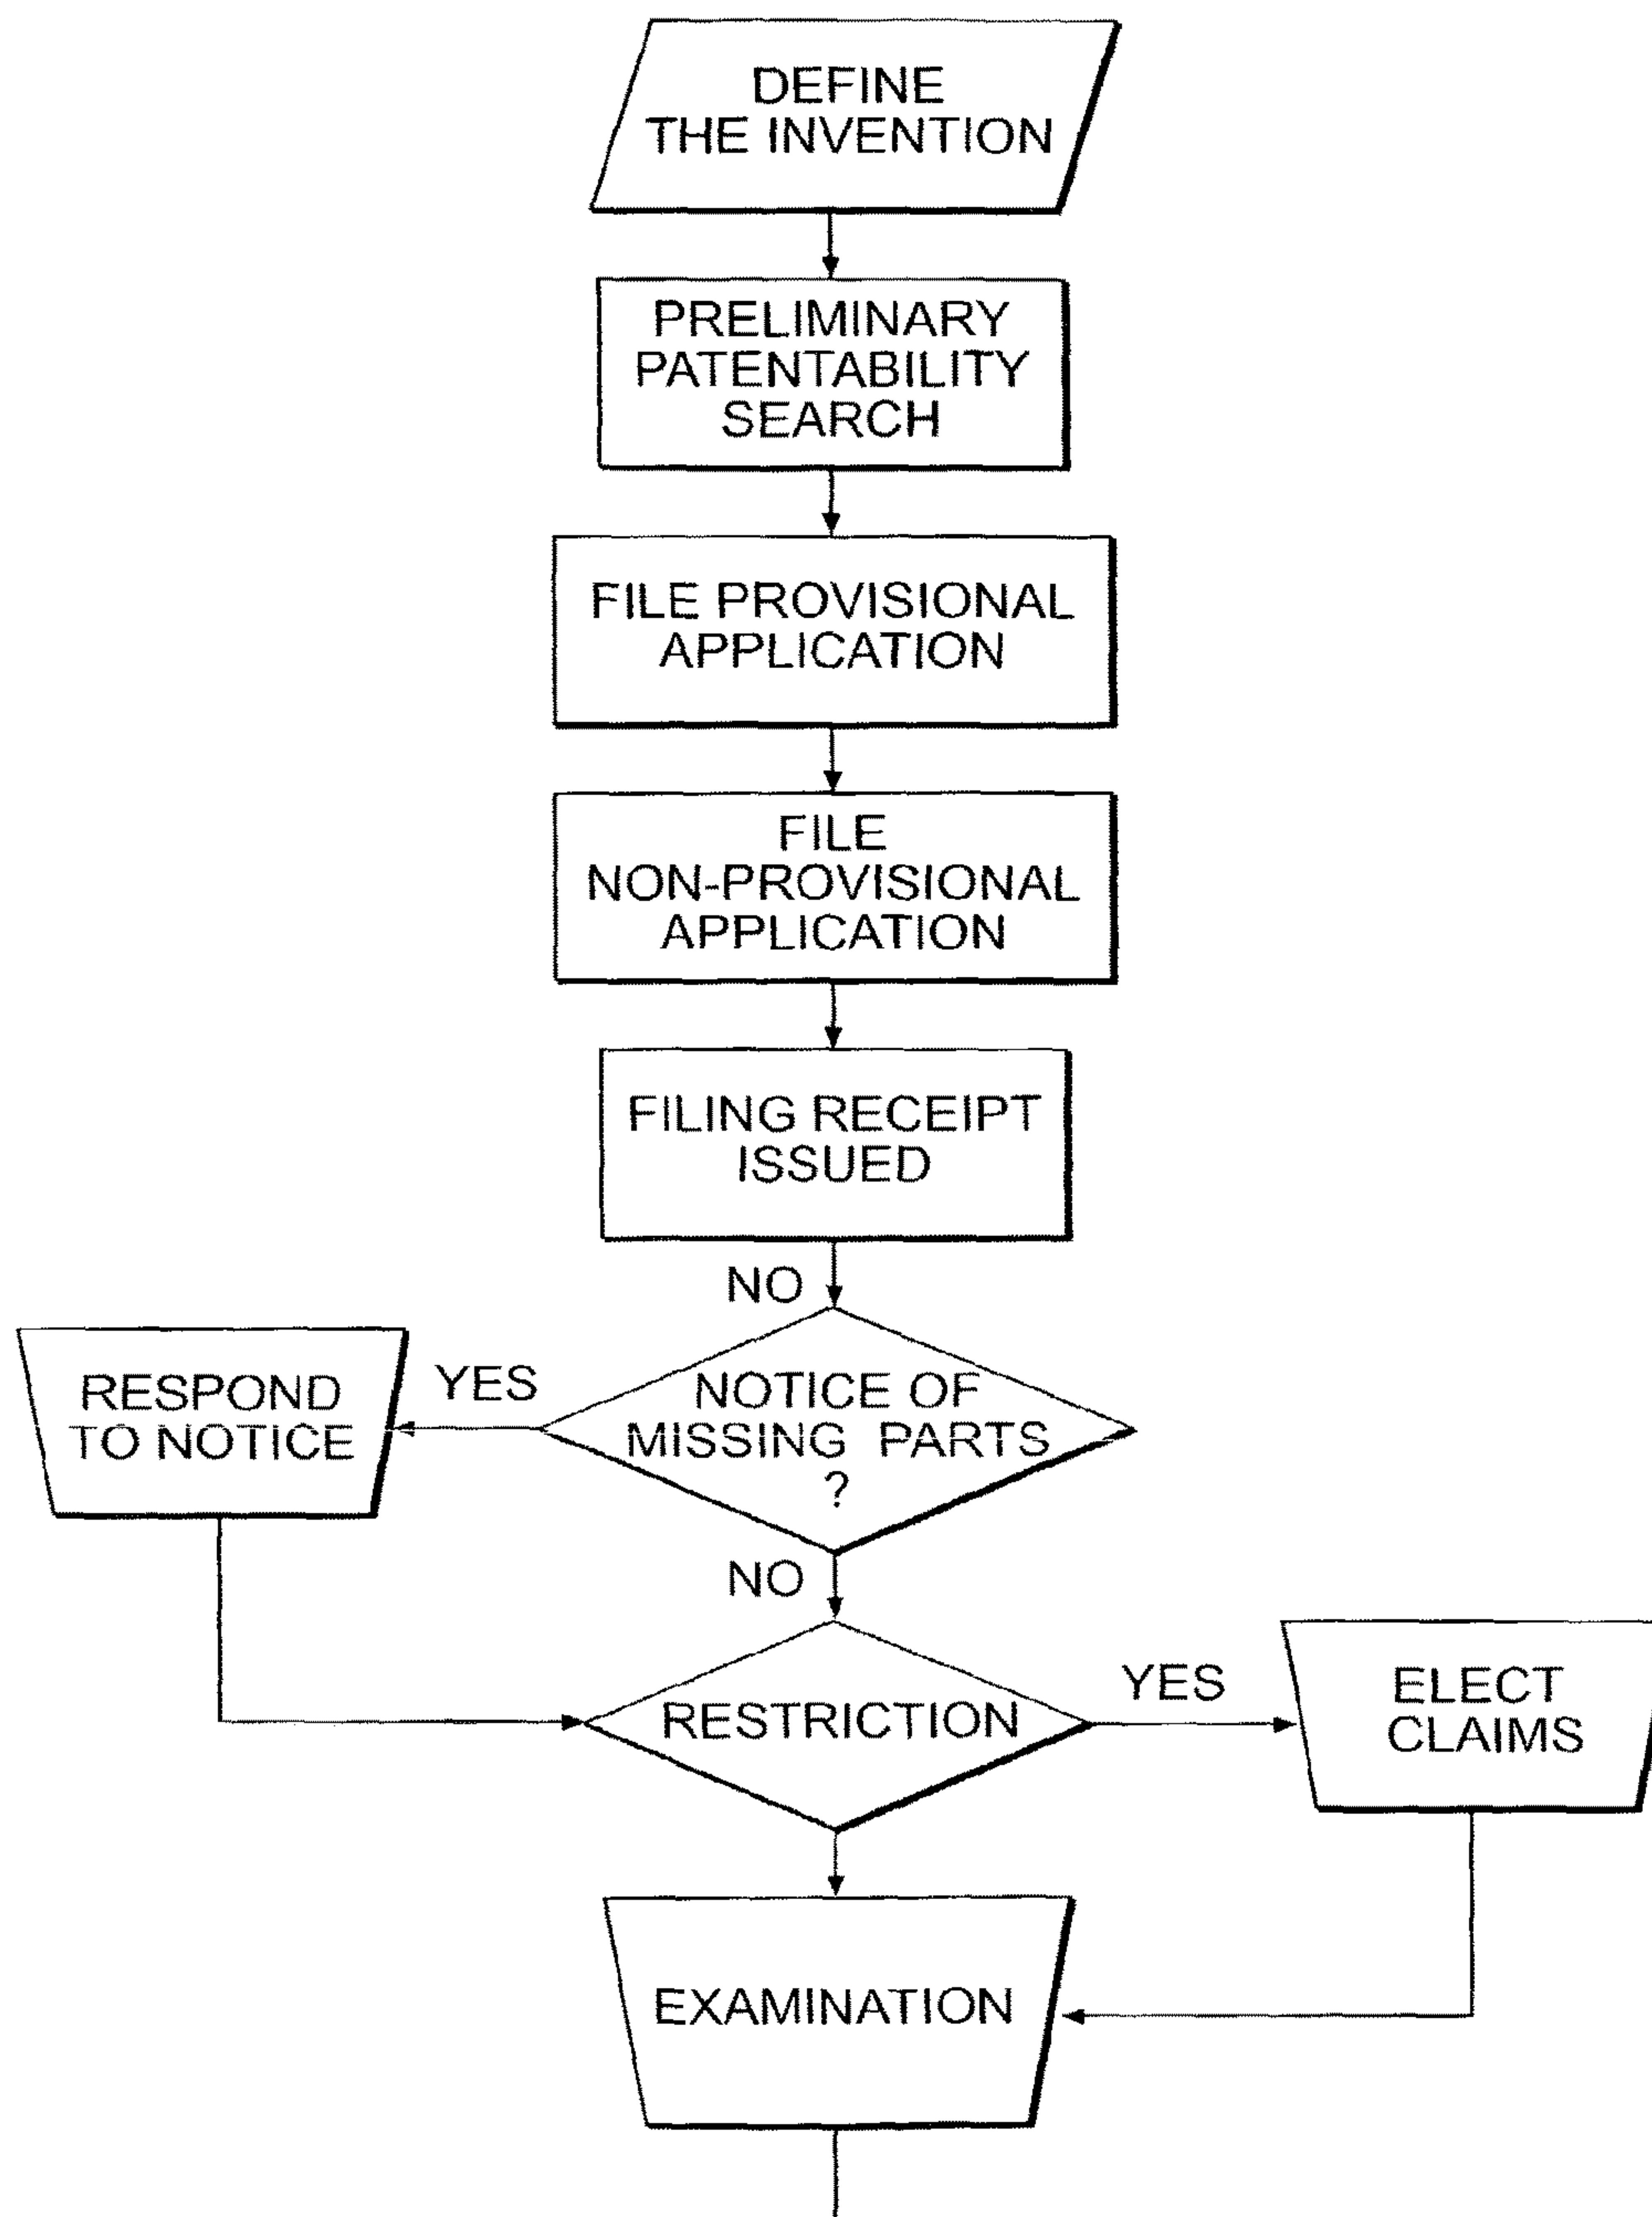 DEFINE
THE INVENTION
PRELIMINARY
PATENTABILITY
SEARCH
FILE PROVISIONAL
APPLICATION
FILE
NON-PROVISIONAL
APPLICATION
FILING RECEIPT
ISSUED
NO
RESPOND
TO NOTICE
YES
NOTICE OF
MISSING PARTS
?
NO
RESTRICTION
YES
ELECT
CLAIMS
EXAMINATION